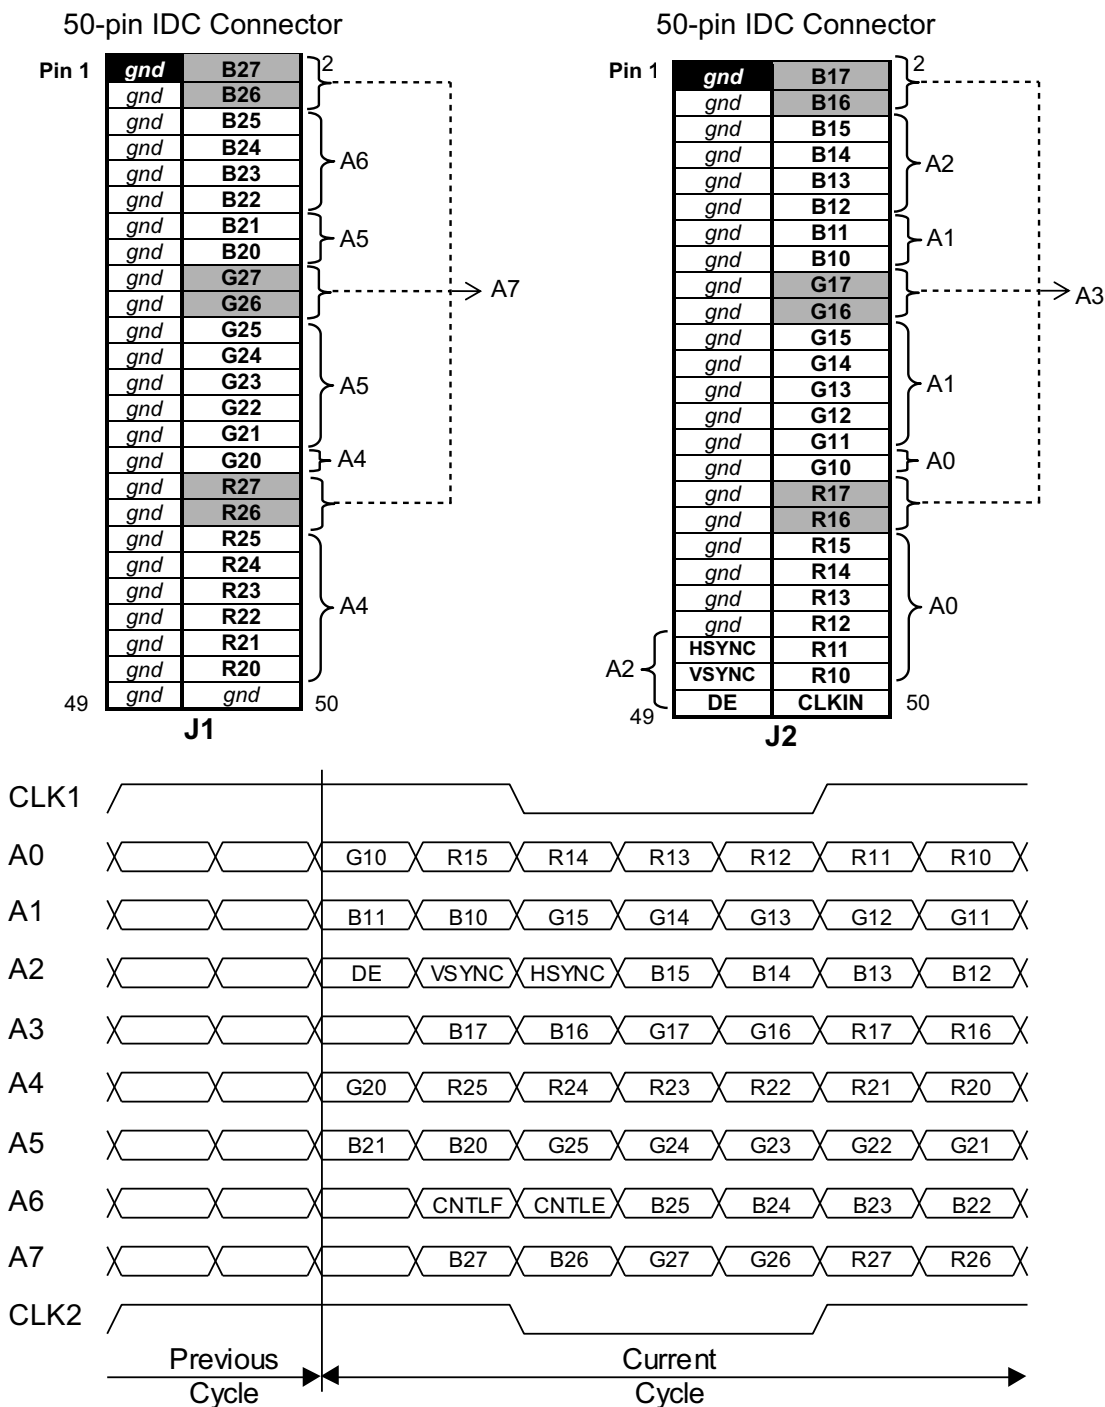 50-pin IDC Connector
Pin 1 gnd B27 2
gnd B26
gnd B25
gnd B24
A6
gnd B23
gnd B22
gnd B21
A5
gnd B20
gnd G27
A7
gnd G26
gnd G25
gnd G24
gnd G23
A5
gnd G22
gnd G21
gnd G20 A4
gnd R27
gnd R26
gnd R25
gnd R24
gnd R23
A4
gnd R22
gnd R21
gnd R20
49 gnd gnd 50
J1
50-pin IDC Connector
Pin 1 gnd B17 2
gnd B16
gnd B15
gnd B14
A2
gnd B13
gnd B12
gnd B11 A1
gnd B10
gnd G17
A3
gnd G16
gnd G15
gnd G14
gnd G13 A1
gnd G12
gnd G11
gnd G10 A0
gnd R17
gnd R16
gnd R15
gnd R14
gnd R13 A0
gnd R12
HSYNC R11
A2
VSYNC R10
49 DE CLKIN 50
J2
CLK1
A0 G10 R15 R14 R13 R12 R11 R10
A1 B11 B10 G15 G14 G13 G12 G11
A2 DE VSYNC HSYNC B15 B14 B13 B12
A3 B17 B16 G17 G16 R17 R16
A4 G20 R25 R24 R23 R22 R21 R20
A5 B21 B20 G25 G24 G23 G22 G21
A6 CNTLF CNTLE B25 B24 B23 B22
A7 B27 B26 G27 G26 R27 R26
CLK2
Previous
Cycle
Current
Cycle